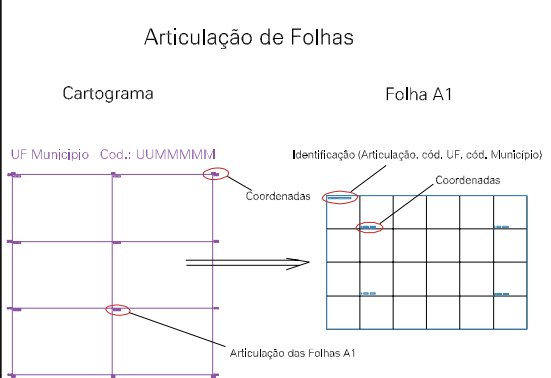 Articulação de Folhas
Cartograma
Folha A1
UF Município Cod.: UUMMMMM
Identificação (Articulação, cód. UF, cód. Município)
Coordenadas
Coordenadas
Articulação das Folhas A1